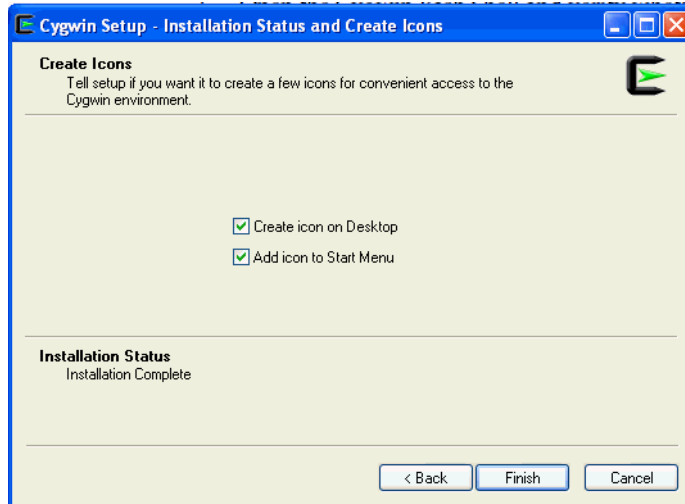 Cygwin Setup - Installation Status and Create Icons
Create Icons
Tell setup if you want it to create a few icons for convenient access to the
Cygwin environment.
Create icon on Desktop
Add icon to Start Menu
Installation Status
Installation Complete
< Back Finish Cancel